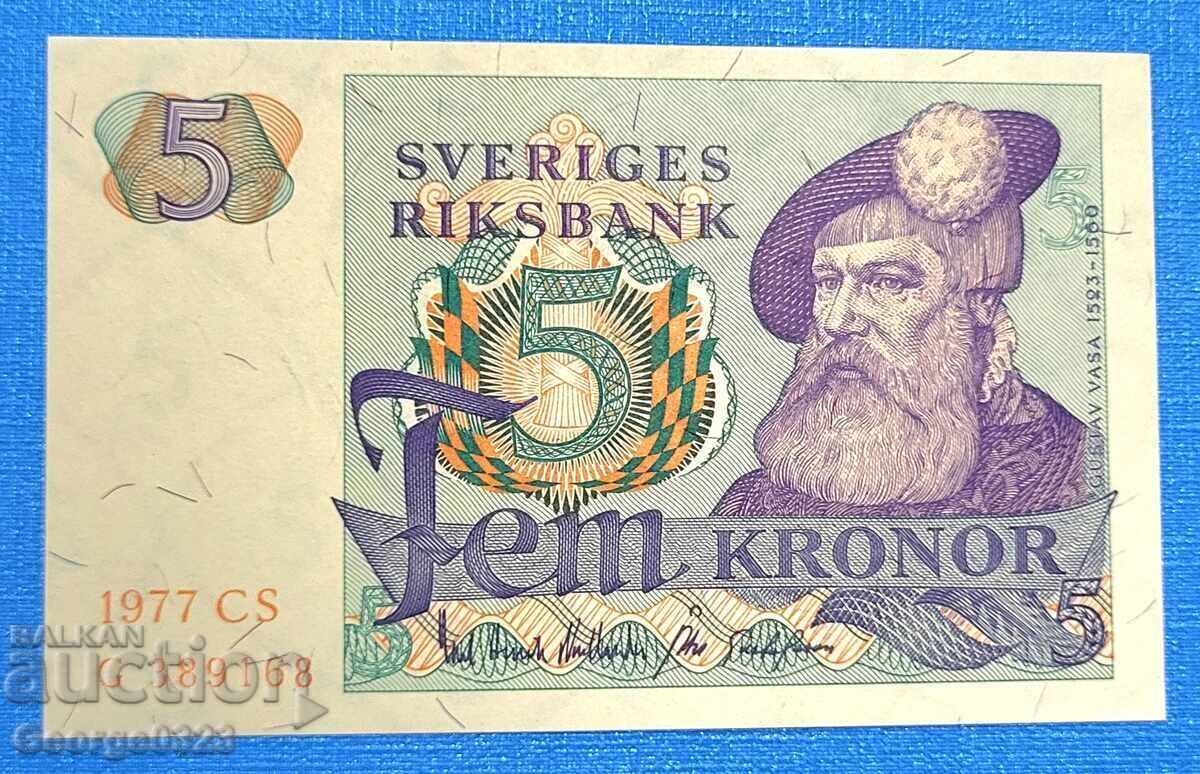 5
SVERIGES
RIKSBANK
5
5
GUSTAV VASA 1523-1560
Fem KRONOR
1977 CS
G 389168
5
5
BALKAN
auction
George0323